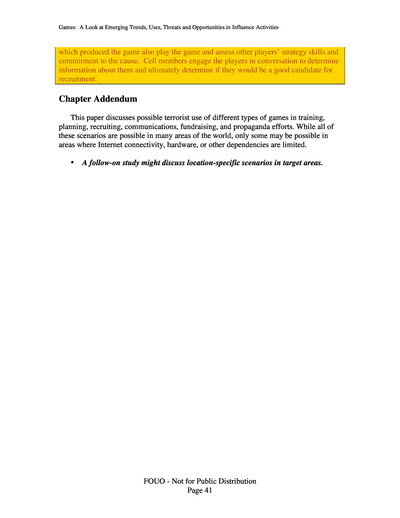 Games: A Look at Emerging Trends, Uses, Threats and Opportunities in Influence Activities
which produced the game also play the game and assess other players' strategy skills and
commitment to the cause. Cell members engage the players in conversation to determine
information about them and ultimately determine if they would be a good candidate for
recruitment.
Chapter Addendum
This paper discusses possible terrorist use of different types of games in training,
planning, recruiting, communications, fundraising, and propaganda efforts. While all of
these scenarios are possible in many areas of the world, only some may be possible in
areas where Internet connectivity, hardware, or other dependencies are limited.
• A follow-on study might discuss location-specific scenarios in target areas.
FOUO - Not for Public Distribution
Page 41